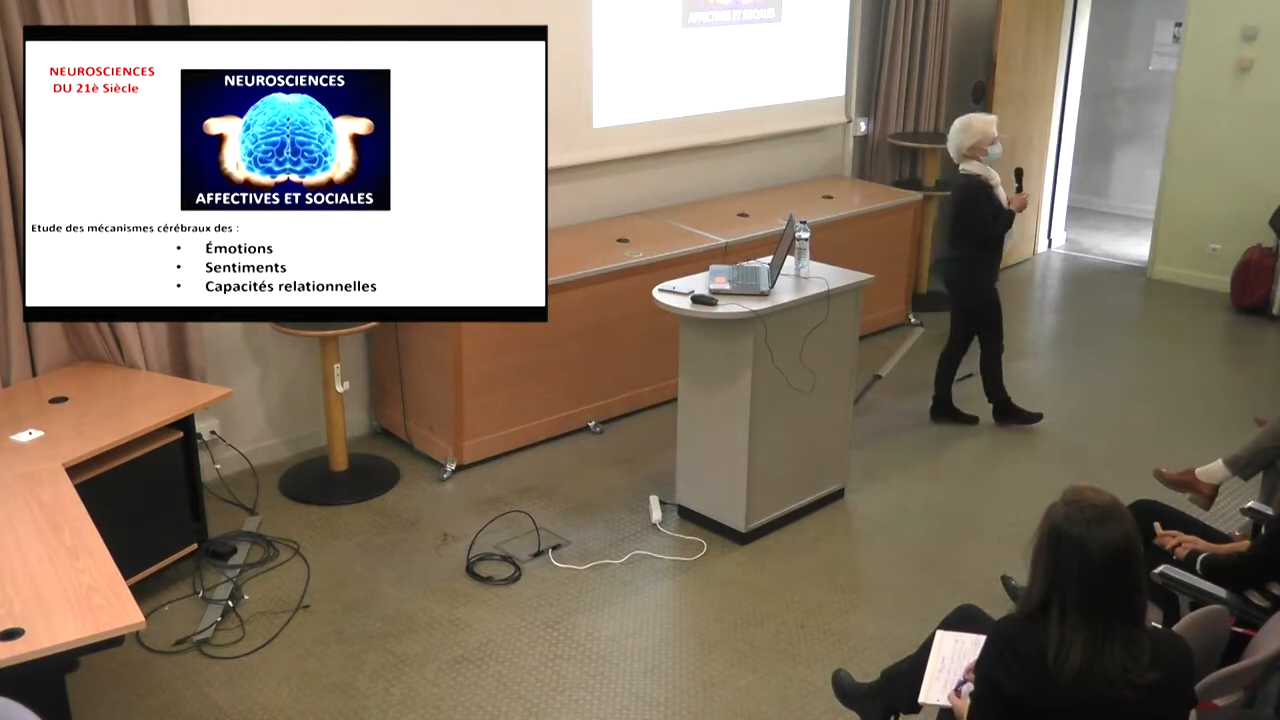 NEUROSCIENCES
DU 21è Siècle
NEUROSCIENCES
AFFECTIVES ET SOCIALES
Etude des mécanismes cérébraux des :
• Émotions
• Sentiments
• Capacités relationnelles
AFFECTIVES ET SOCIALES